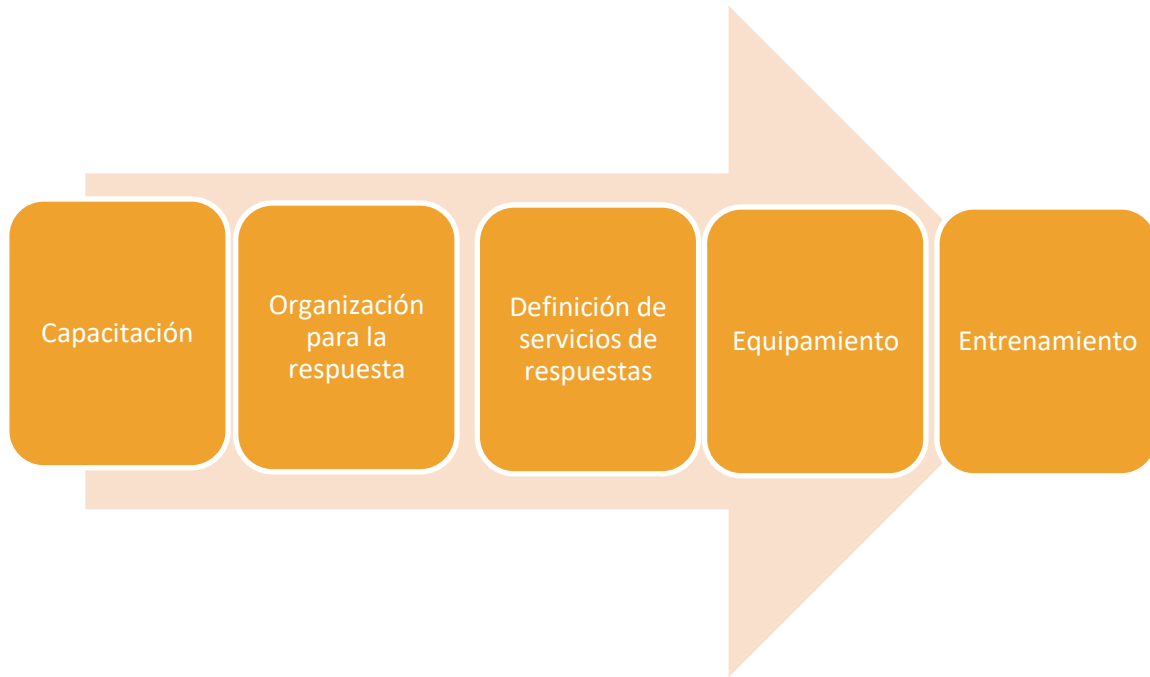 Capacitación
Organización
para la
respuesta
Definición de
servicios de
respuestas
Equipamiento
Entrenamiento